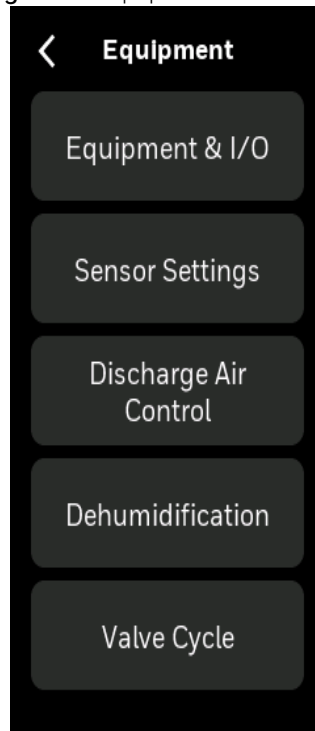 Equipment
Equipment & I/O
Sensor Settings
Discharge Air
Control
Dehumidification
Valve Cycle